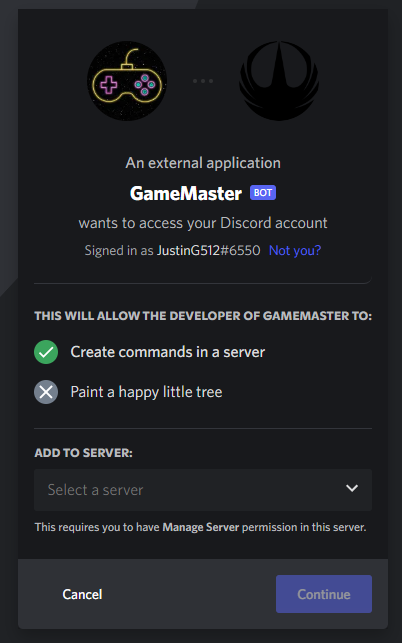 An external application
GameMaster BOT
wants to access your Discord account
Signed in as JustinG512#6550 Not you?
THIS WILL ALLOW THE DEVELOPER OF GAMEMASTER TO:
Create commands in a server
Paint a happy little tree
ADD TO SERVER:
Select a server
This requires you to have Manage Server permission in this server.
Cancel Continue